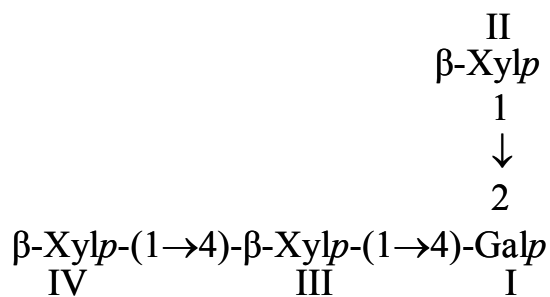 II
β-Xylp
1
↓
2
β-Xylp-(1→4)-β-Xylp-(1→4)-Galp
IV III I